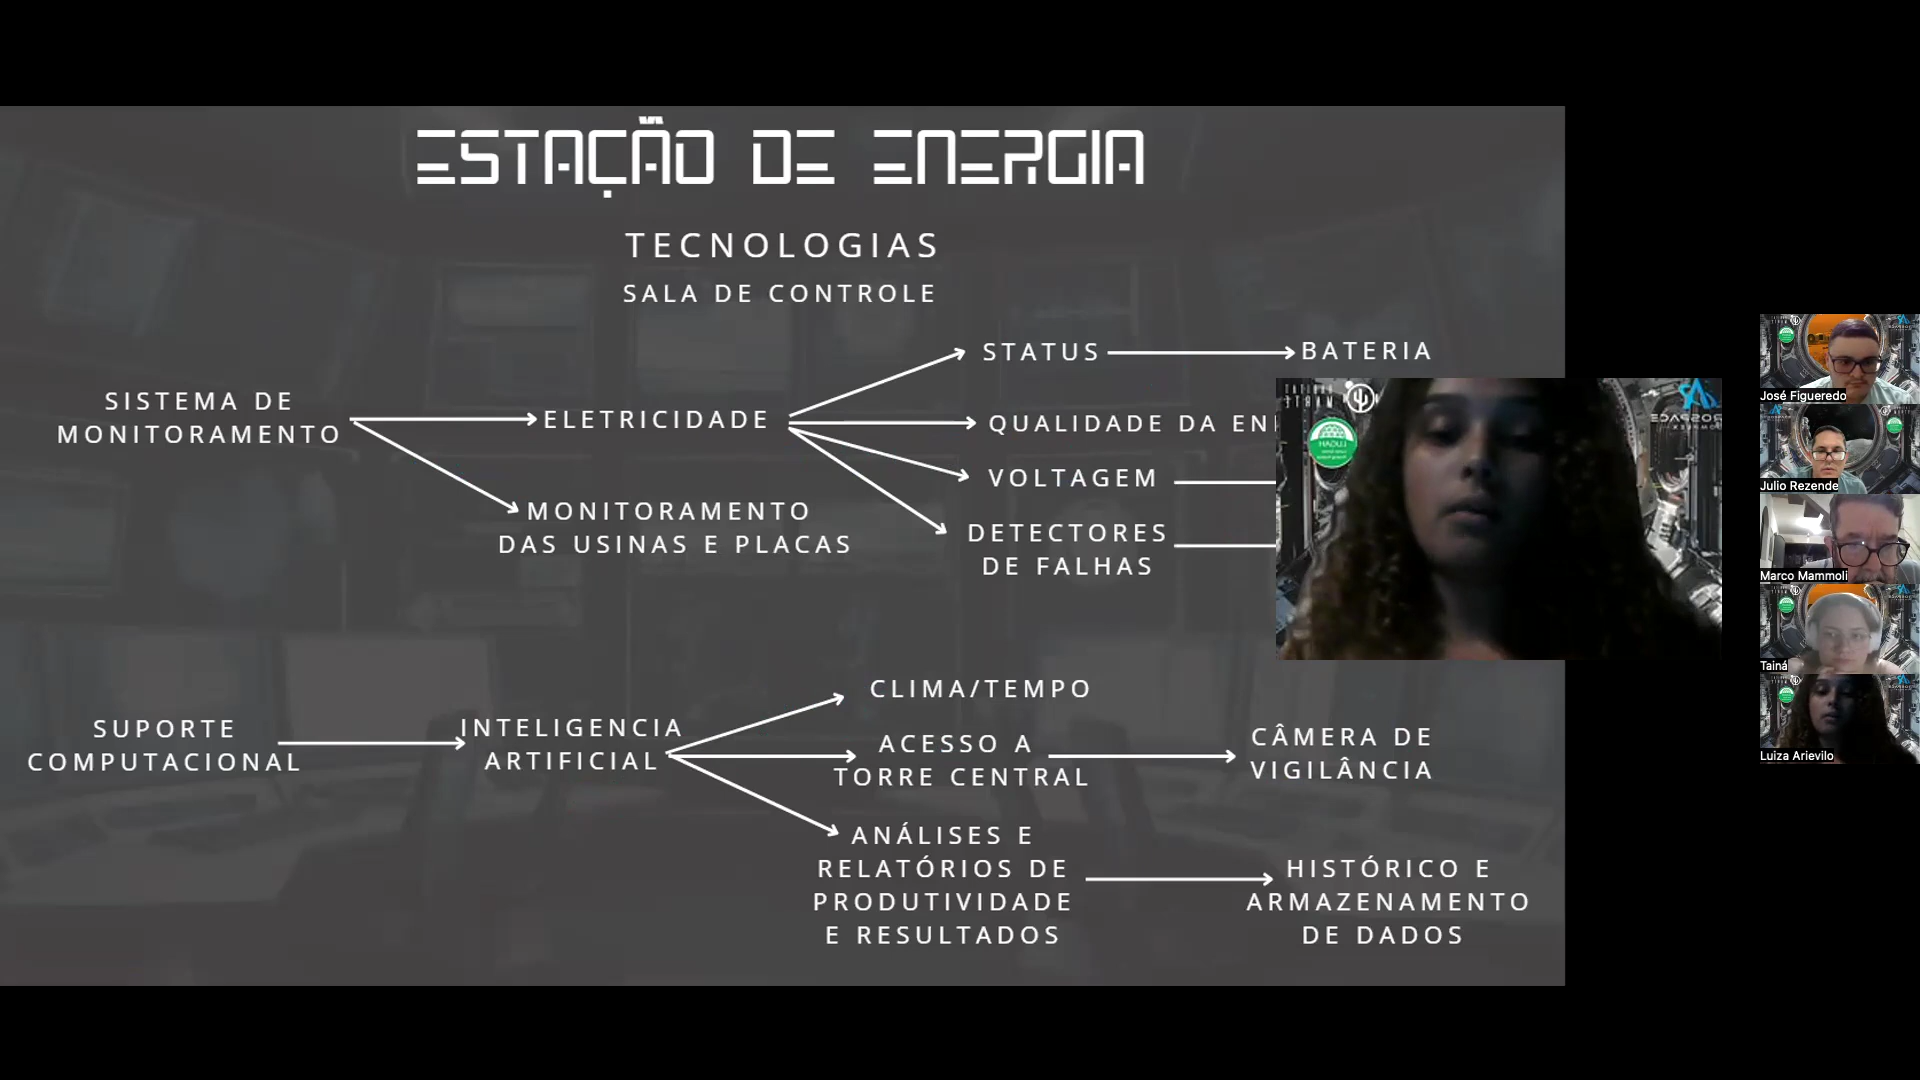 ESTAÇÃO DE ENERGIA
TECNOLOGIAS
SALA DE CONTROLE
SISTEMA DE
MONITORAMENTO
ELETRICIDADE
STATUS
BATERIA
QUALIDADE DA
VOLTAGEM
DETECTORES
DE FALHAS
MONITORAMENTO
DAS USINAS E PLACAS
SUPORTE
COMPUTACIONAL
INTELIGENCIA
ARTIFICIAL
CLIMA/TEMPO
ACESSO A
TORRE CENTRAL
CÂMERA DE
VIGILÂNCIA
ANÁLISES E
RELATÓRIOS DE
PRODUTIVIDADE
E RESULTADOS
HISTÓRICO E
ARMAZENAMENTO
DE DADOS
José Figueredo
Julio Rezende
Marco Mammoli
Tainá
Luiza Arievilo